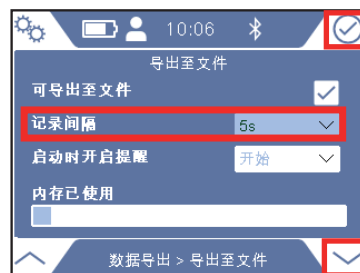 10:06
导出至文件
可导出至文件
记录间隔 5s
启动时开启提醒 开始
内存已使用
数据导出 > 导出至文件